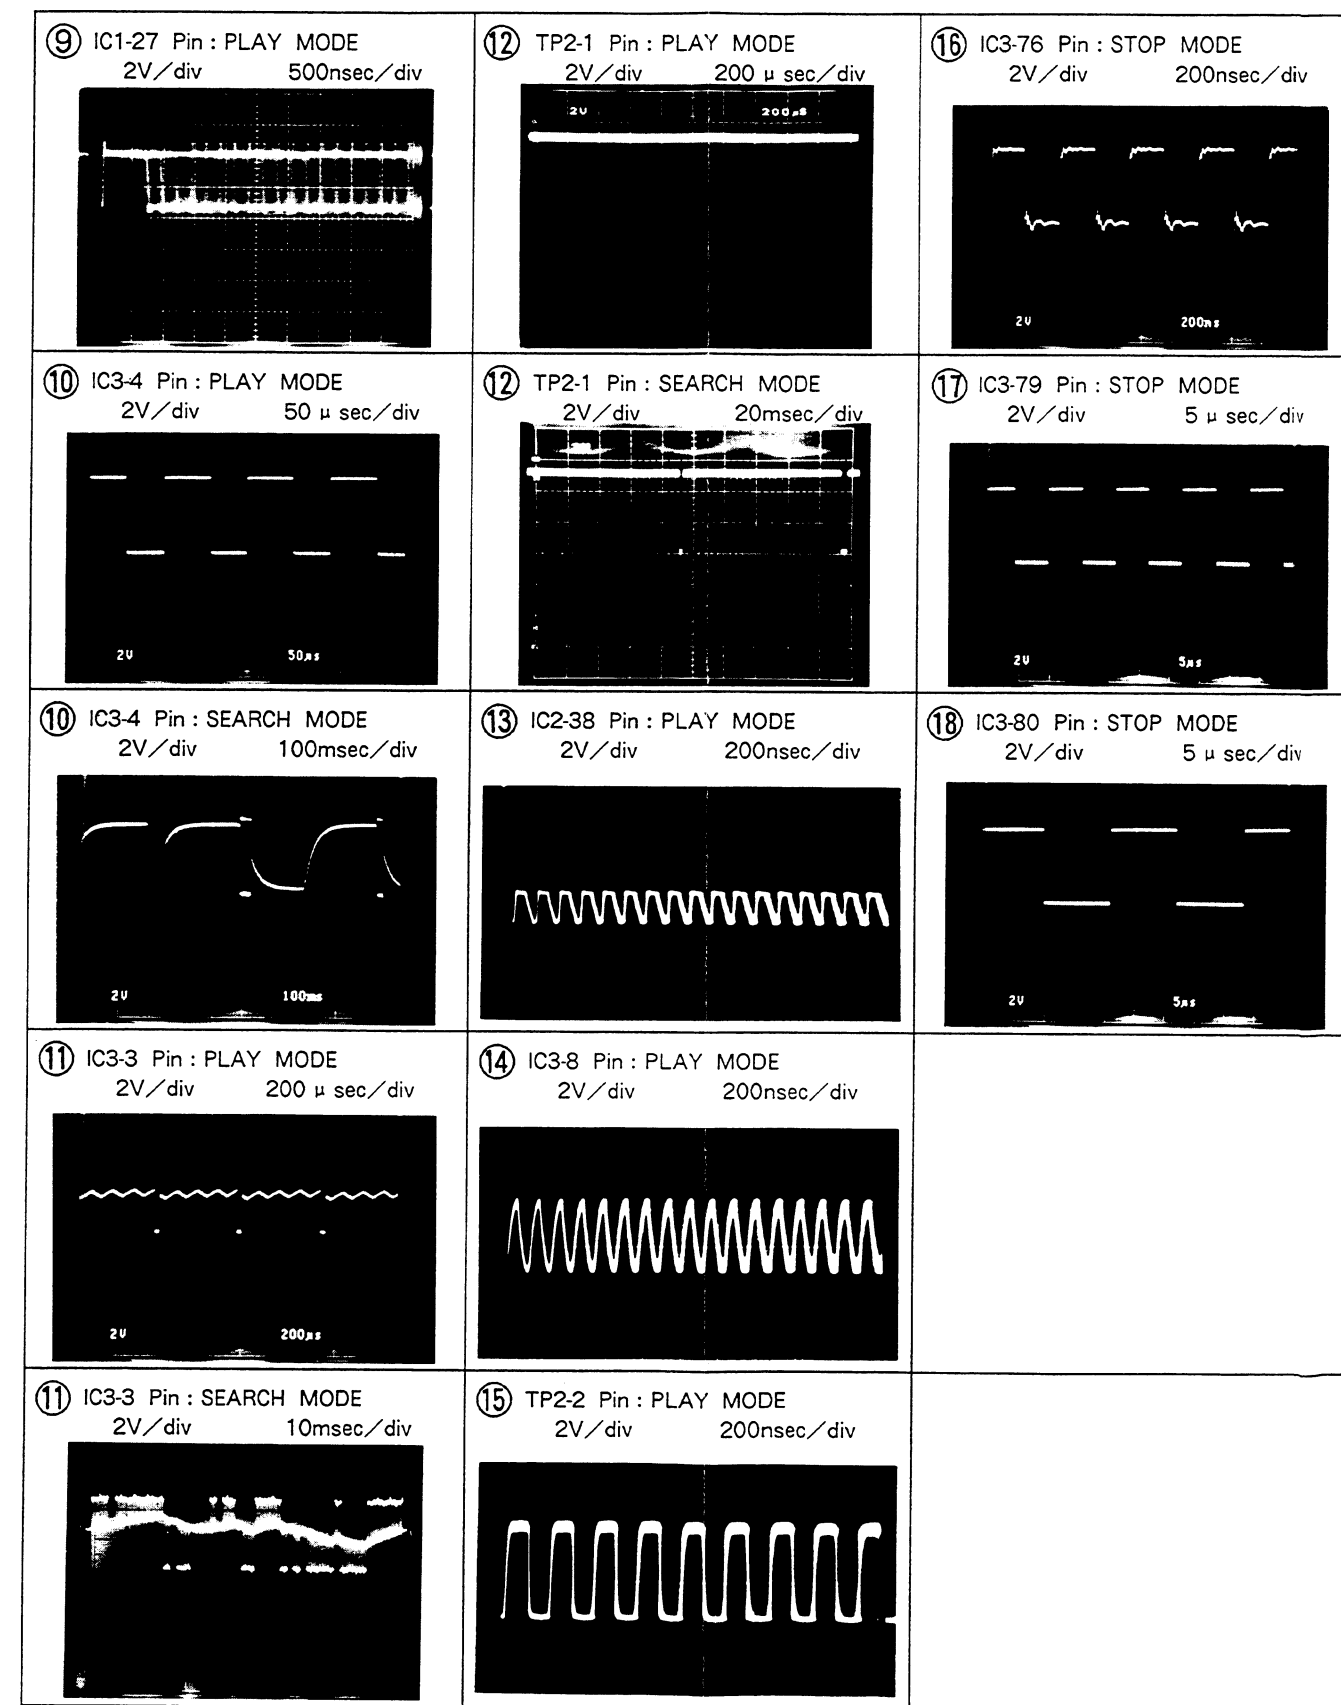 ⑨ IC1-27 Pin : PLAY MODE
2V／div 500nsec／div
⑩ IC3-4 Pin : PLAY MODE
2V／div 50 μ sec／div
2V 50μs
⑩ IC3-4 Pin : SEARCH MODE
2V／div 100msec／div
2V 100ms
⑪ IC3-3 Pin : PLAY MODE
2V／div 200 μ sec／div
2V 200μs
⑪ IC3-3 Pin : SEARCH MODE
2V／div 10msec／div
⑫ TP2-1 Pin : PLAY MODE
2V／div 200 μ sec／div
2V 200μS
⑫ TP2-1 Pin : SEARCH MODE
2V／div 20msec／div
⑬ IC2-38 Pin : PLAY MODE
2V／div 200nsec／div
⑭ IC3-8 Pin : PLAY MODE
2V／div 200nsec／div
⑮ TP2-2 Pin : PLAY MODE
2V／div 200nsec／div
⑯ IC3-76 Pin : STOP MODE
2V／div 200nsec／div
2V 200ns
⑰ IC3-79 Pin : STOP MODE
2V／div 5 μ sec／div
2V 5μs
⑱ IC3-80 Pin : STOP MODE
2V／div 5 μ sec／div
2V 5μs